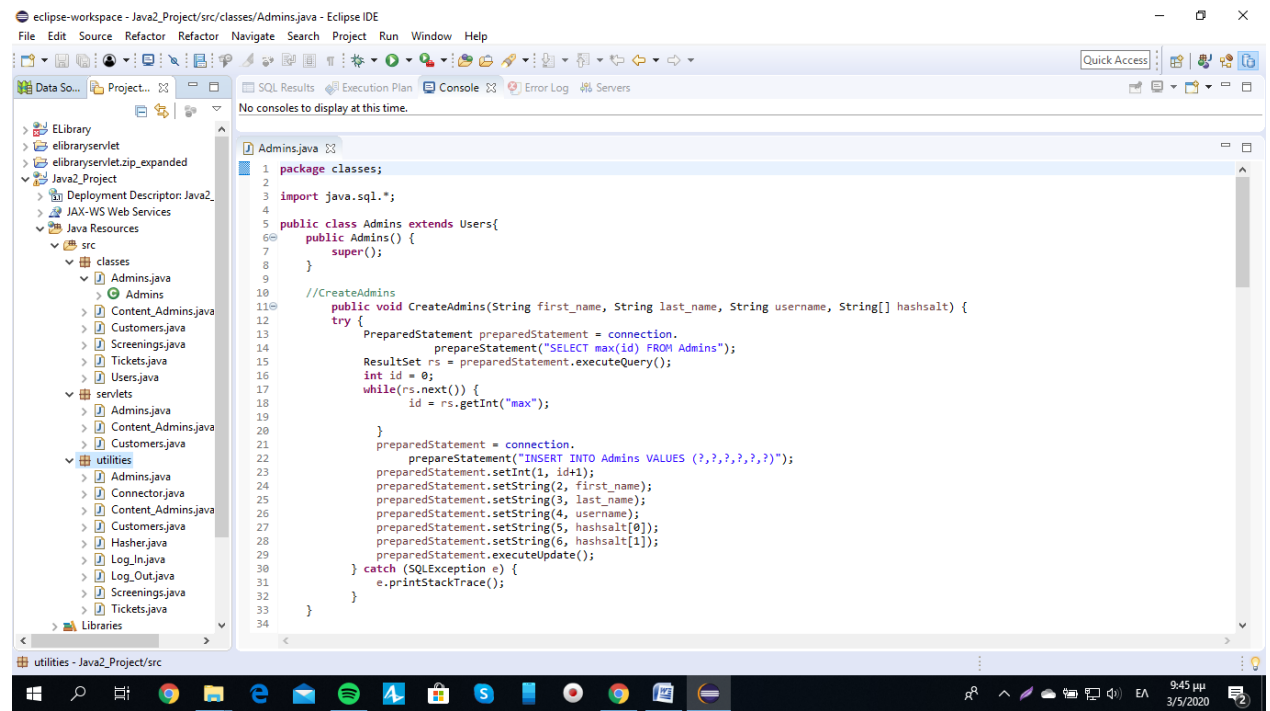 eclipse-workspace - Java2_Project/src/classes/Admins.java - Eclipse IDE
File Edit Source Refactor Refactor Navigate Search Project Run Window Help
Quick Access
Data So... Project...
SQL Results Execution Plan Console Error Log Servers
No consoles to display at this time.
ELibrary
elibraryservlet
elibraryservlet.zip_expanded
Java2_Project
Deployment Descriptor: Java2_
JAX-WS Web Services
Java Resources
src
classes
Admins.java
Admins
Content_Admins.java
Customers.java
Screenings.java
Tickets.java
Users.java
servlets
Admins.java
Content_Admins.java
Customers.java
utilities
Admins.java
Connector.java
Content_Admins.java
Customers.java
Hasher.java
Log_In.java
Log_Out.java
Screenings.java
Tickets.java
Libraries
Admins.java
1 package classes;
2
3 import java.sql.*;
4
5 public class Admins extends Users{
6 public Admins() {
7 super();
8 }
9
10 //CreateAdmins
11 public void CreateAdmins(String first_name, String last_name, String username, String[] hashsalt) {
12 try {
13 PreparedStatement preparedStatement = connection.
14 prepareStatement("SELECT max(id) FROM Admins");
15 ResultSet rs = preparedStatement.executeQuery();
16 int id = 0;
17 while(rs.next()) {
18 id = rs.getInt("max");
19
20 }
21 preparedStatement = connection.
22 prepareStatement("INSERT INTO Admins VALUES (?,?,?,?,?,?)");
23 preparedStatement.setInt(1, id+1);
24 preparedStatement.setString(2, first_name);
25 preparedStatement.setString(3, last_name);
26 preparedStatement.setString(4, username);
27 preparedStatement.setString(5, hashsalt[0]);
28 preparedStatement.setString(6, hashsalt[1]);
29 preparedStatement.executeUpdate();
30 } catch (SQLException e) {
31 e.printStackTrace();
32 }
33 }
34
utilities - Java2_Project/src
ΕΛ
9:45 μμ
3/5/2020
2